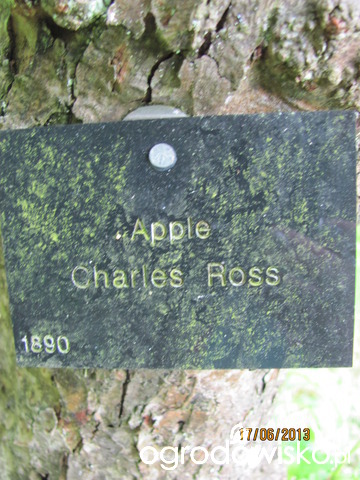 Apple
Charles Ross
1890
17/06/2013
ogrodowisko.pl